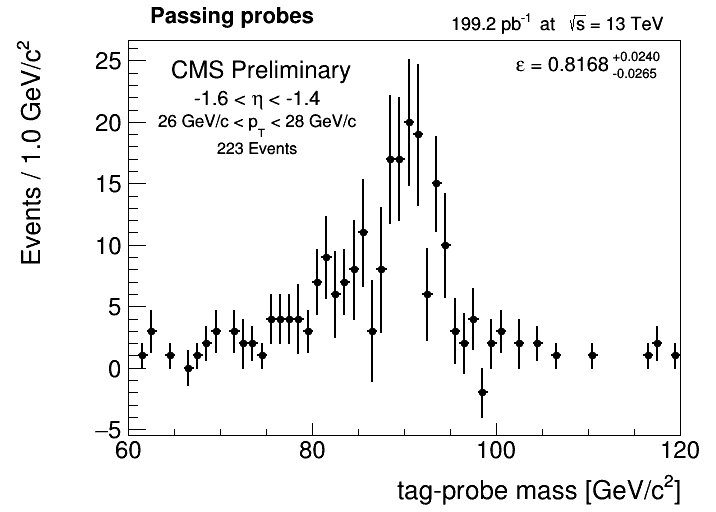 Passing probes
199.2 pb⁻¹ at √s = 13 TeV
CMS Preliminary
-1.6 < η < -1.4
26 GeV/c < p_T < 28 GeV/c
223 Events
ε = 0.8168 +0.0240 -0.0265
Events / 1.0 GeV/c²
25
20
15
10
5
0
−5
60 80 100 120
tag-probe mass [GeV/c²]